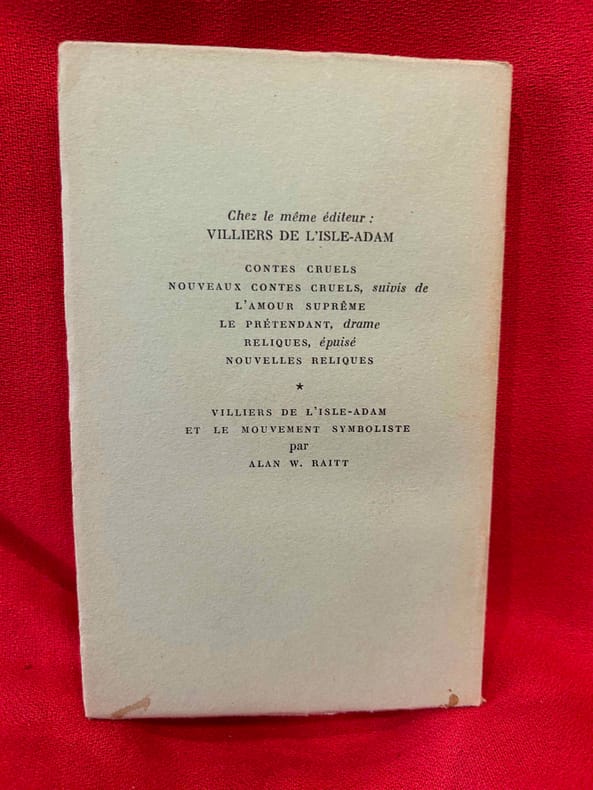 Chez le même éditeur :
VILLIERS DE L'ISLE-ADAM
CONTES CRUELS
NOUVEAUX CONTES CRUELS, suivis de
L'AMOUR SUPRÊME
LE PRÉTENDANT, drame
RELIQUES, épuisé
NOUVELLES RELIQUES
★
VILLIERS DE L'ISLE-ADAM
ET LE MOUVEMENT SYMBOLISTE
par
ALAN W. RAITT